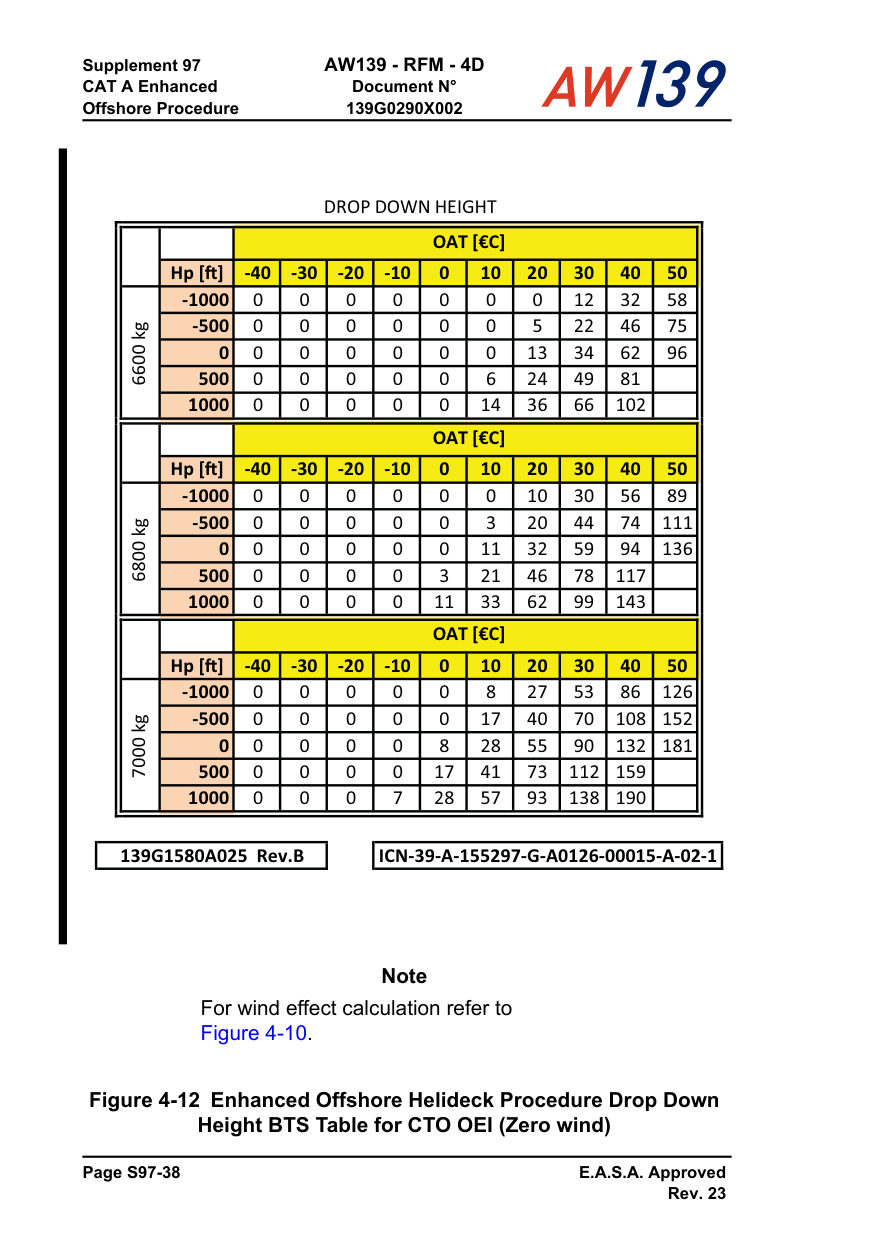 Supplement 97
CAT A Enhanced
Offshore Procedure
AW139 - RFM - 4D
Document N°
139G0290X002
AW139
DROP DOWN HEIGHT
OAT [€C]
Hp [ft] -40 -30 -20 -10 0 10 20 30 40 50
6600 kg
-1000 0 0 0 0 0 0 0 12 32 58
-500 0 0 0 0 0 0 5 22 46 75
0 0 0 0 0 0 0 13 34 62 96
500 0 0 0 0 0 6 24 49 81
1000 0 0 0 0 0 14 36 66 102
OAT [€C]
Hp [ft] -40 -30 -20 -10 0 10 20 30 40 50
6800 kg
-1000 0 0 0 0 0 0 10 30 56 89
-500 0 0 0 0 0 3 20 44 74 111
0 0 0 0 0 0 11 32 59 94 136
500 0 0 0 0 3 21 46 78 117
1000 0 0 0 0 11 33 62 99 143
OAT [€C]
Hp [ft] -40 -30 -20 -10 0 10 20 30 40 50
7000 kg
-1000 0 0 0 0 0 8 27 53 86 126
-500 0 0 0 0 0 17 40 70 108 152
0 0 0 0 0 8 28 55 90 132 181
500 0 0 0 0 17 41 73 112 159
1000 0 0 0 7 28 57 93 138 190
139G1580A025 Rev.B
ICN-39-A-155297-G-A0126-00015-A-02-1
Note
For wind effect calculation refer to
Figure 4-10.
Figure 4-12 Enhanced Offshore Helideck Procedure Drop Down
Height BTS Table for CTO OEI (Zero wind)
Page S97-38
E.A.S.A. Approved
Rev. 23